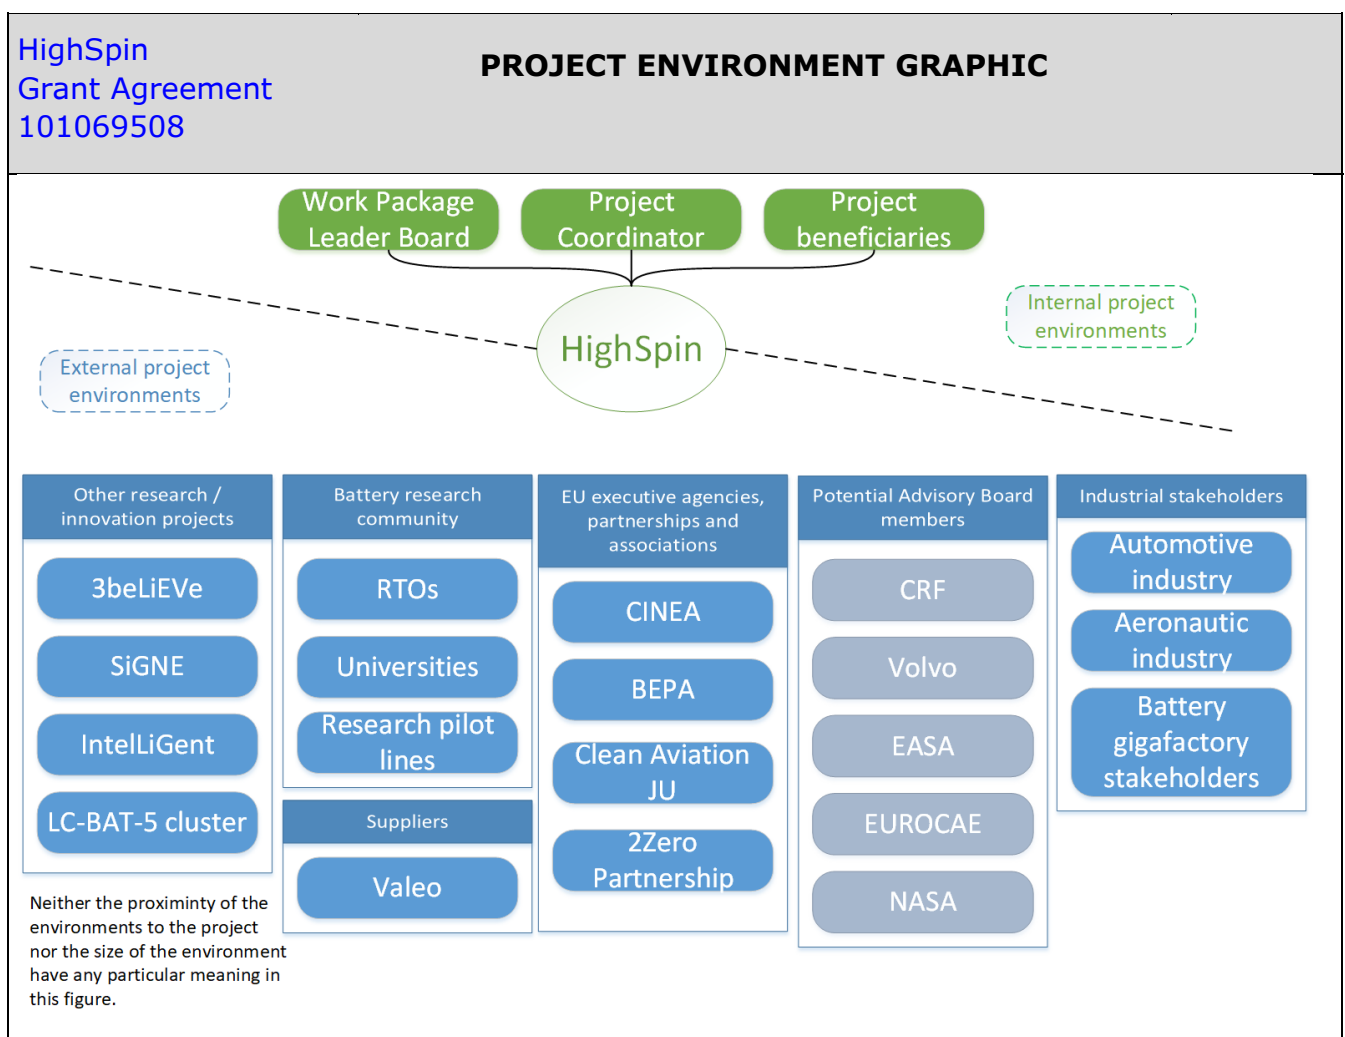 HighSpin
Grant Agreement
101069508
PROJECT ENVIRONMENT GRAPHIC
Work Package
Leader Board
Project
Coordinator
Project
beneficiaries
HighSpin
Internal project
environments
External project
environments
Other research /
innovation projects
3beLiEVe
SiGNE
IntelLiGent
LC-BAT-5 cluster
Battery research
community
RTOs
Universities
Research pilot
lines
Suppliers
Valeo
EU executive agencies,
partnerships and
associations
CINEA
BEPA
Clean Aviation
JU
2Zero
Partnership
Potential Advisory Board
members
CRF
Volvo
EASA
EUROCAE
NASA
Industrial stakeholders
Automotive
industry
Aeronautic
industry
Battery
gigafactory
stakeholders
Neither the proximinty of the
environments to the project
nor the size of the environment
have any particular meaning in
this figure.